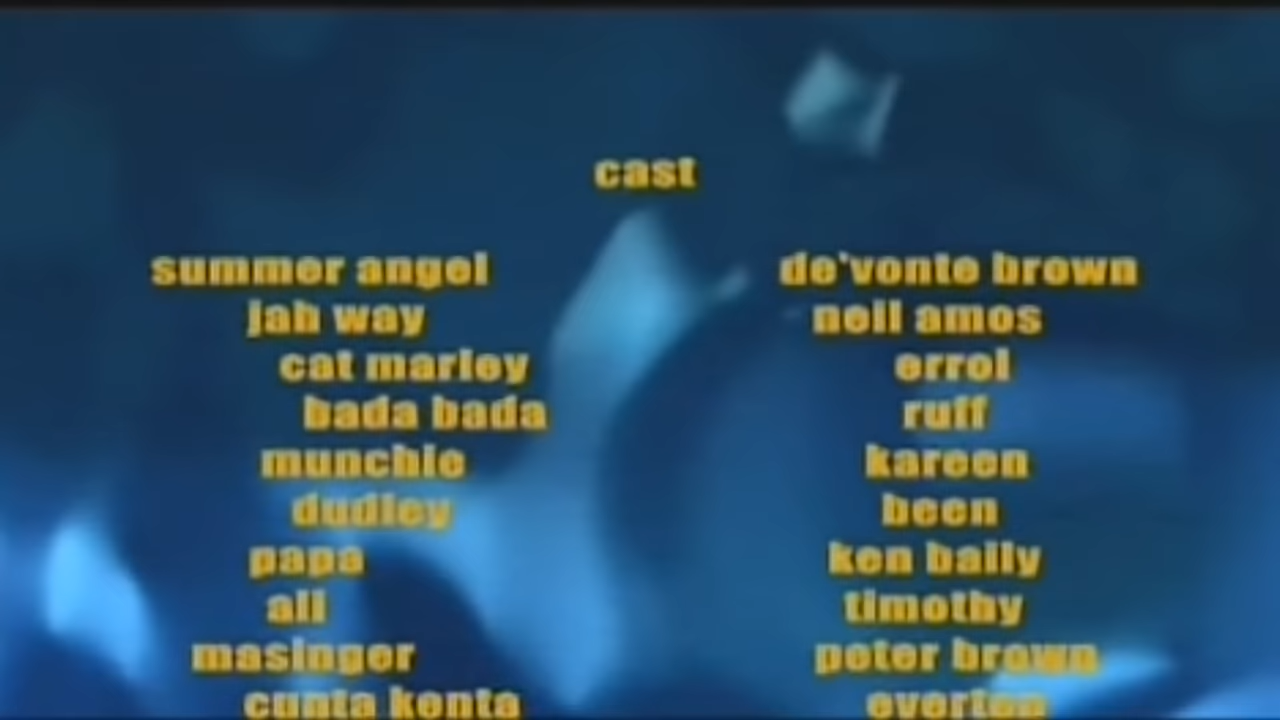 cast
summer angel de'vonte brown
jah way neil amos
cat marley errol
bada bada ruff
munchie kareen
dudley been
papa ken baily
ali timothy
masinger peter brown
cunta kenta everton